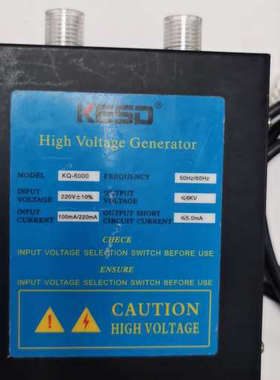 KESD
High Voltage Generator
MODEL KQ-6000 FREQUENCY 50Hz/60Hz
INPUT VOLTAGE 220V±10% OUTPUT VOLTAGE ≤6KV
INPUT CURRENT 100mA/220mA OUTPUT SHORT CIRCUIT CURRENT ≤5.0mA
CHECK
INPUT VOLTAGE SELECTION SWITCH BEFORE USE
ENSURE
INPUT VOLTAGE SELECTION SWITCH BEFORE USE
CAUTION
HIGH VOLTAGE